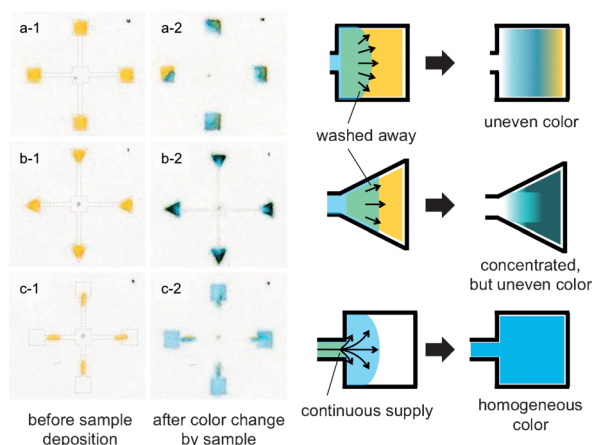 a-1
a-2
washed away
uneven color
b-1
b-2
concentrated,
but uneven color
c-1
c-2
continuous supply
homogeneous
color
before sample
deposition
after color change
by sample